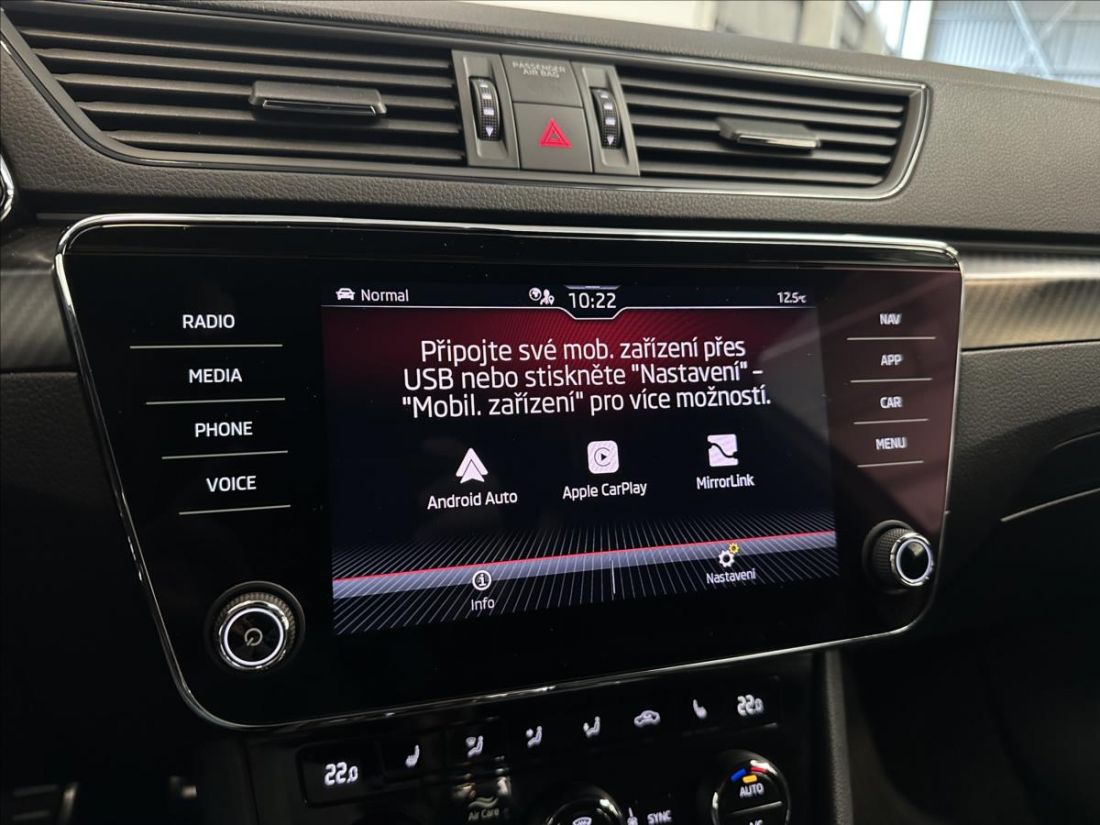 PASSENGER
AIR BAG
Normal
10:22
12.5°C
RADIO
MEDIA
PHONE
VOICE
Připojte své mob. zařízení přes
USB nebo stiskněte "Nastavení" –
"Mobil. zařízení" pro více možností.
Android Auto
Apple CarPlay
MirrorLink
Info
Nastavení
NAV
APP
CAR
MENU
22.0
22.0
Air Care
SYNC
AUTO
A/C